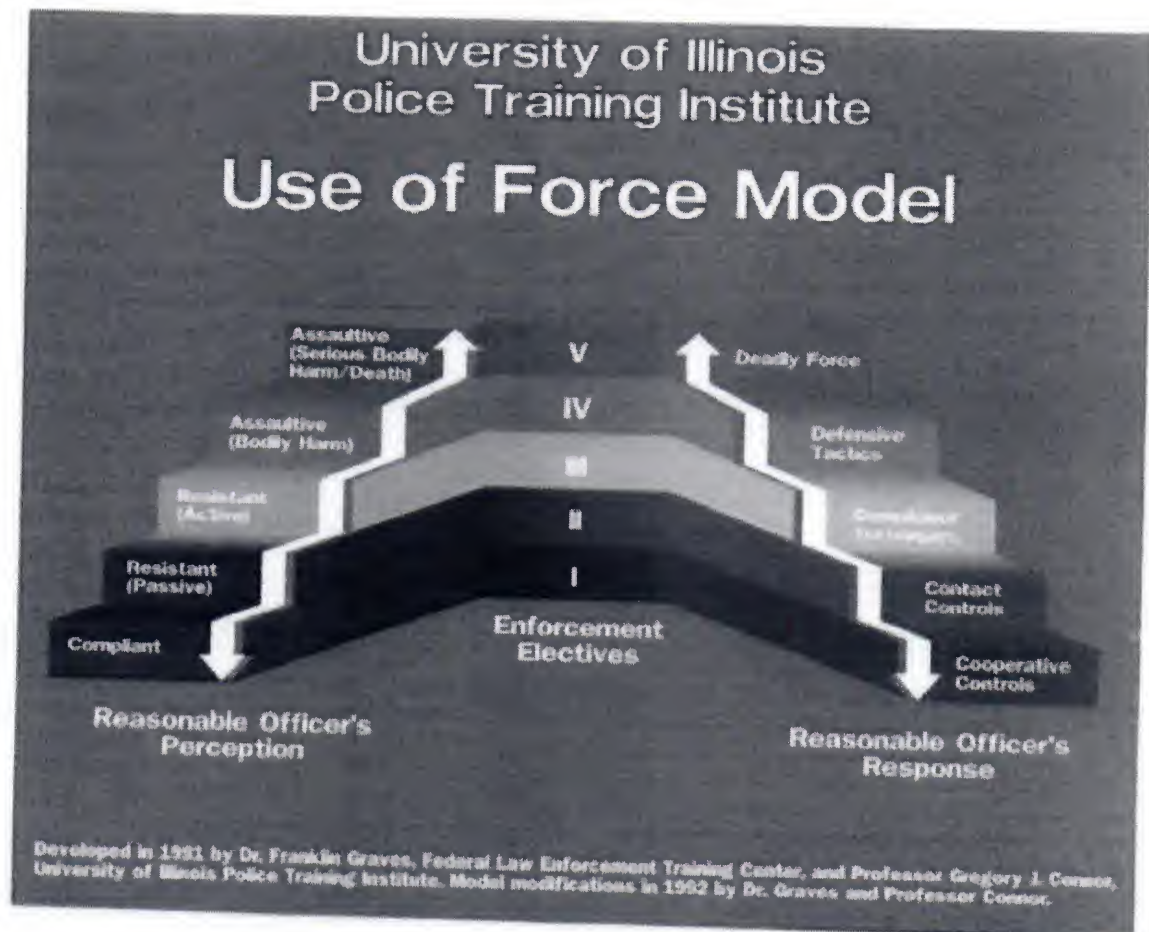 University of Illinois
Police Training Institute
Use of Force Model
Assaultive
(Serious Bodily
Harm/Death)
Assaultive
(Bodily Harm)
Resistant
(Active)
Resistant
(Passive)
Compliant
V
IV
III
II
I
Enforcement
Electives
Deadly Force
Defensive
Tactics
Compliance
Contact
Controls
Cooperative
Controls
Reasonable Officer's
Perception
Reasonable Officer's
Response
Developed in 1991 by Dr. Franklin Graves, Federal Law Enforcement Training Center, and Professor Gregory J. Connor,
University of Illinois Police Training Institute. Model modifications in 1992 by Dr. Graves and Professor Connor.